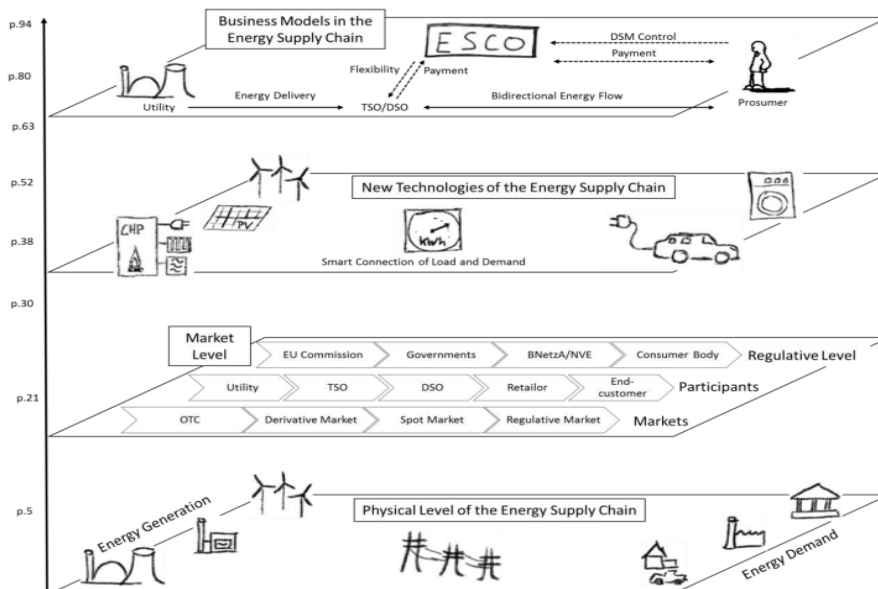 p.94
Business Models in the
Energy Supply Chain
ESCO
DSM Control
Payment
p.80
Flexibility
Payment
Energy Delivery
Bidirectional Energy Flow
Utility
TSO/DSO
Prosumer
p.63
p.52
New Technologies of the Energy Supply Chain
CHP
PV
kWh
p.38
Smart Connection of Load and Demand
p.30
Market
Level
EU Commission
Governments
BNetzA/NVE
Consumer Body
Regulative Level
Utility
TSO
DSO
Retailor
End-
customer
Participants
p.21
OTC
Derivative Market
Spot Market
Regulative Market
Markets
p.5
Energy Generation
Physical Level of the Energy Supply Chain
Energy Demand